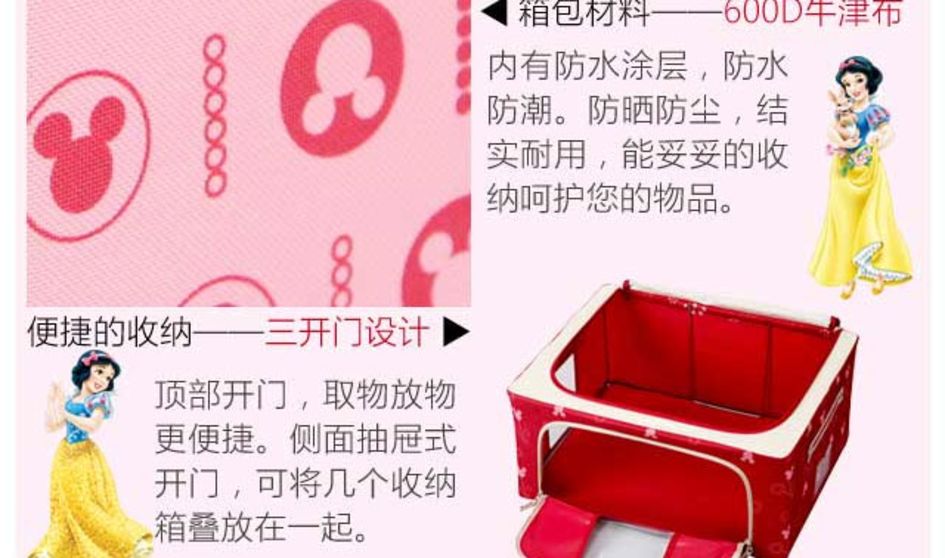 ◀ 箱包材料——600D牛津布
内有防水涂层，防水
防潮。防晒防尘，结
实耐用，能妥妥的收
纳呵护您的物品。
便捷的收纳——三开门设计 ▶
顶部开门，取物放物
更便捷。侧面抽屉式
开门，可将几个收纳
箱叠放在一起。